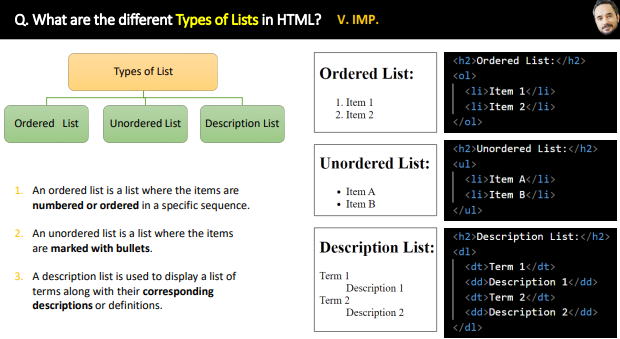 Q. What are the different Types of Lists in HTML? V. IMP.
Types of List
Ordered List
Unordered List
Description List
1. An ordered list is a list where the items are
numbered or ordered in a specific sequence.
2. An unordered list is a list where the items
are marked with bullets.
3. A description list is used to display a list of
terms along with their corresponding
descriptions or definitions.
Ordered List:
1. Item 1
2. Item 2
<h2>Ordered List:</h2>
<ol>
<li>Item 1</li>
<li>Item 2</li>
</ol>
Unordered List:
• Item A
• Item B
<h2>Unordered List:</h2>
<ul>
<li>Item A</li>
<li>Item B</li>
</ul>
Description List:
Term 1
Description 1
Term 2
Description 2
<h2>Description List:</h2>
<dl>
<dt>Term 1</dt>
<dd>Description 1</dd>
<dt>Term 2</dt>
<dd>Description 2</dd>
</dl>